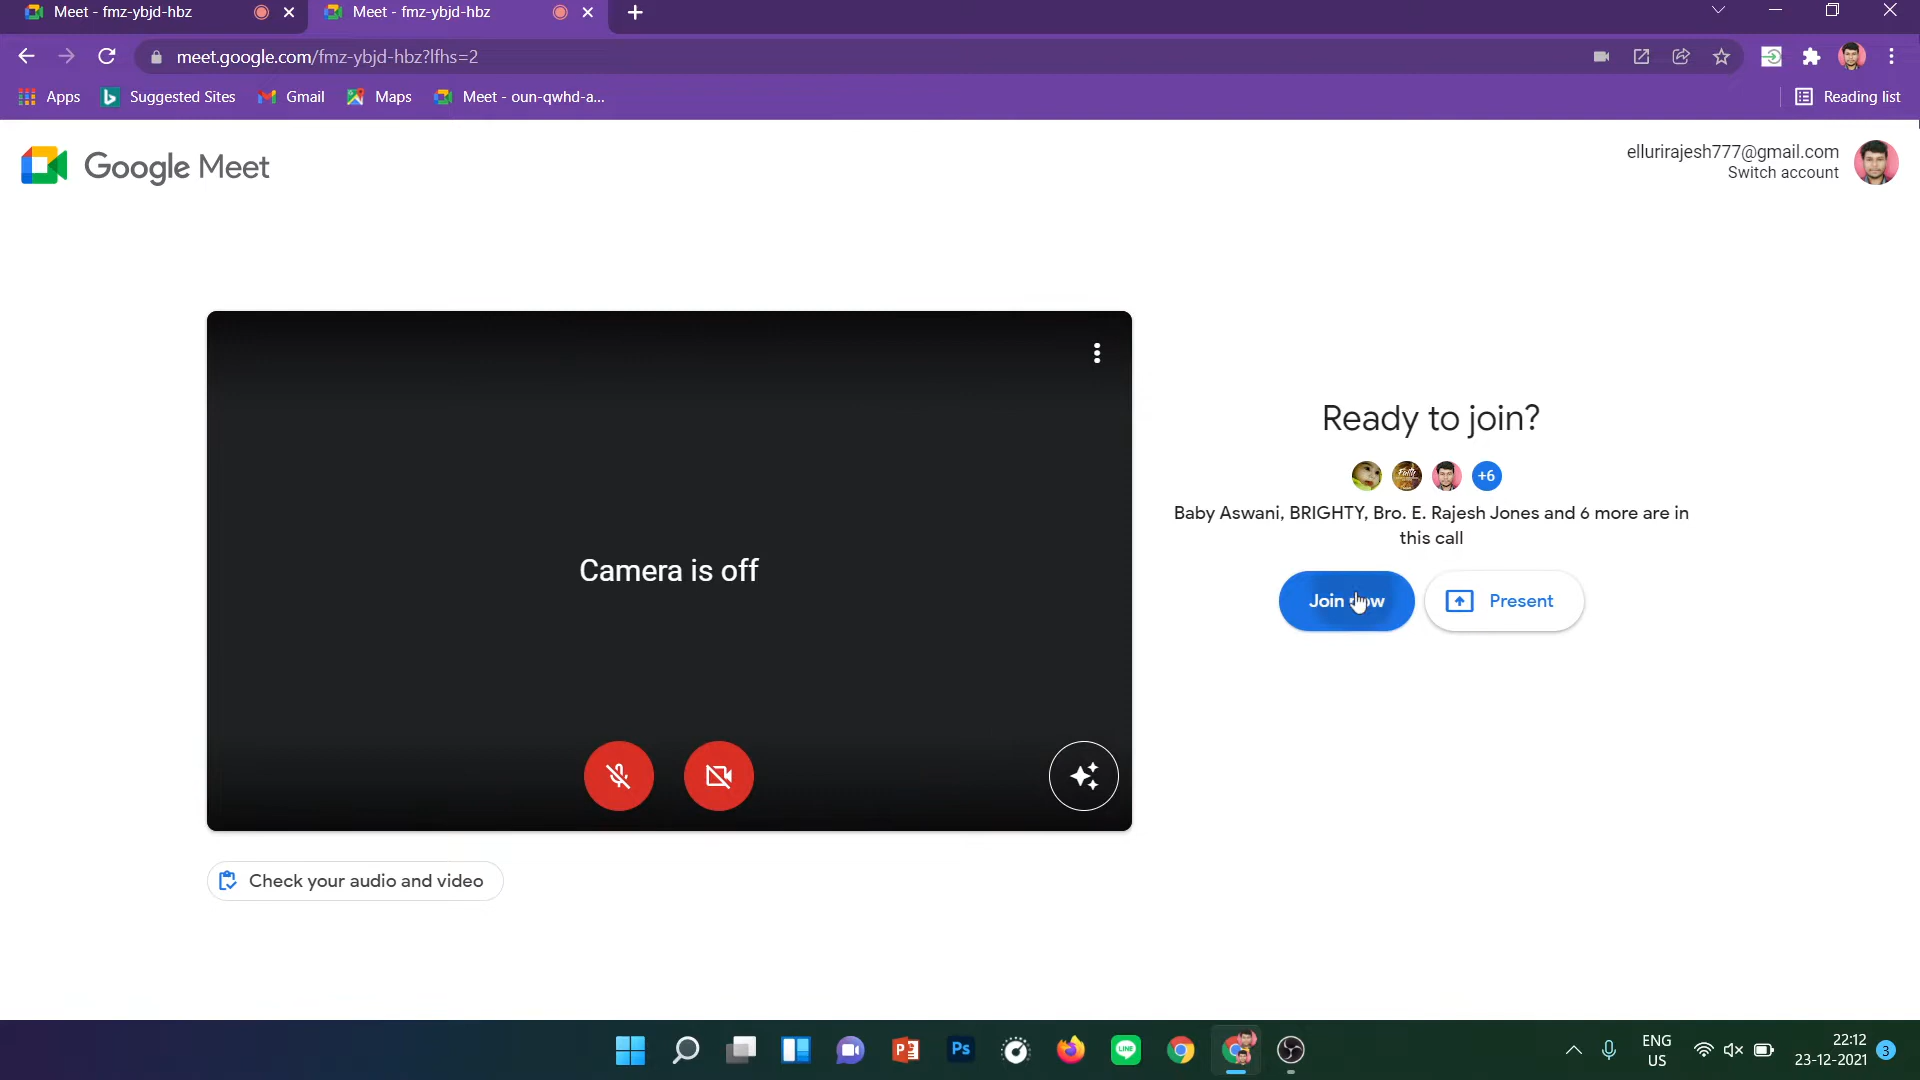 Meet - fmz-ybjd-hbz
Meet - fmz-ybjd-hbz
meet.google.com/fmz-ybjd-hbz?lfhs=2
Apps
Suggested Sites
Gmail
Maps
Meet - oun-qwhd-a...
Reading list
Google Meet
ellurirajesh777@gmail.com
Switch account
Camera is off
Ready to join?
Faith
+6
Baby Aswani, BRIGHTY, Bro. E. Rajesh Jones and 6 more are in
this call
Join now
Present
Check your audio and video
Ps
LINE
ENG
US
22:12
23-12-2021
3